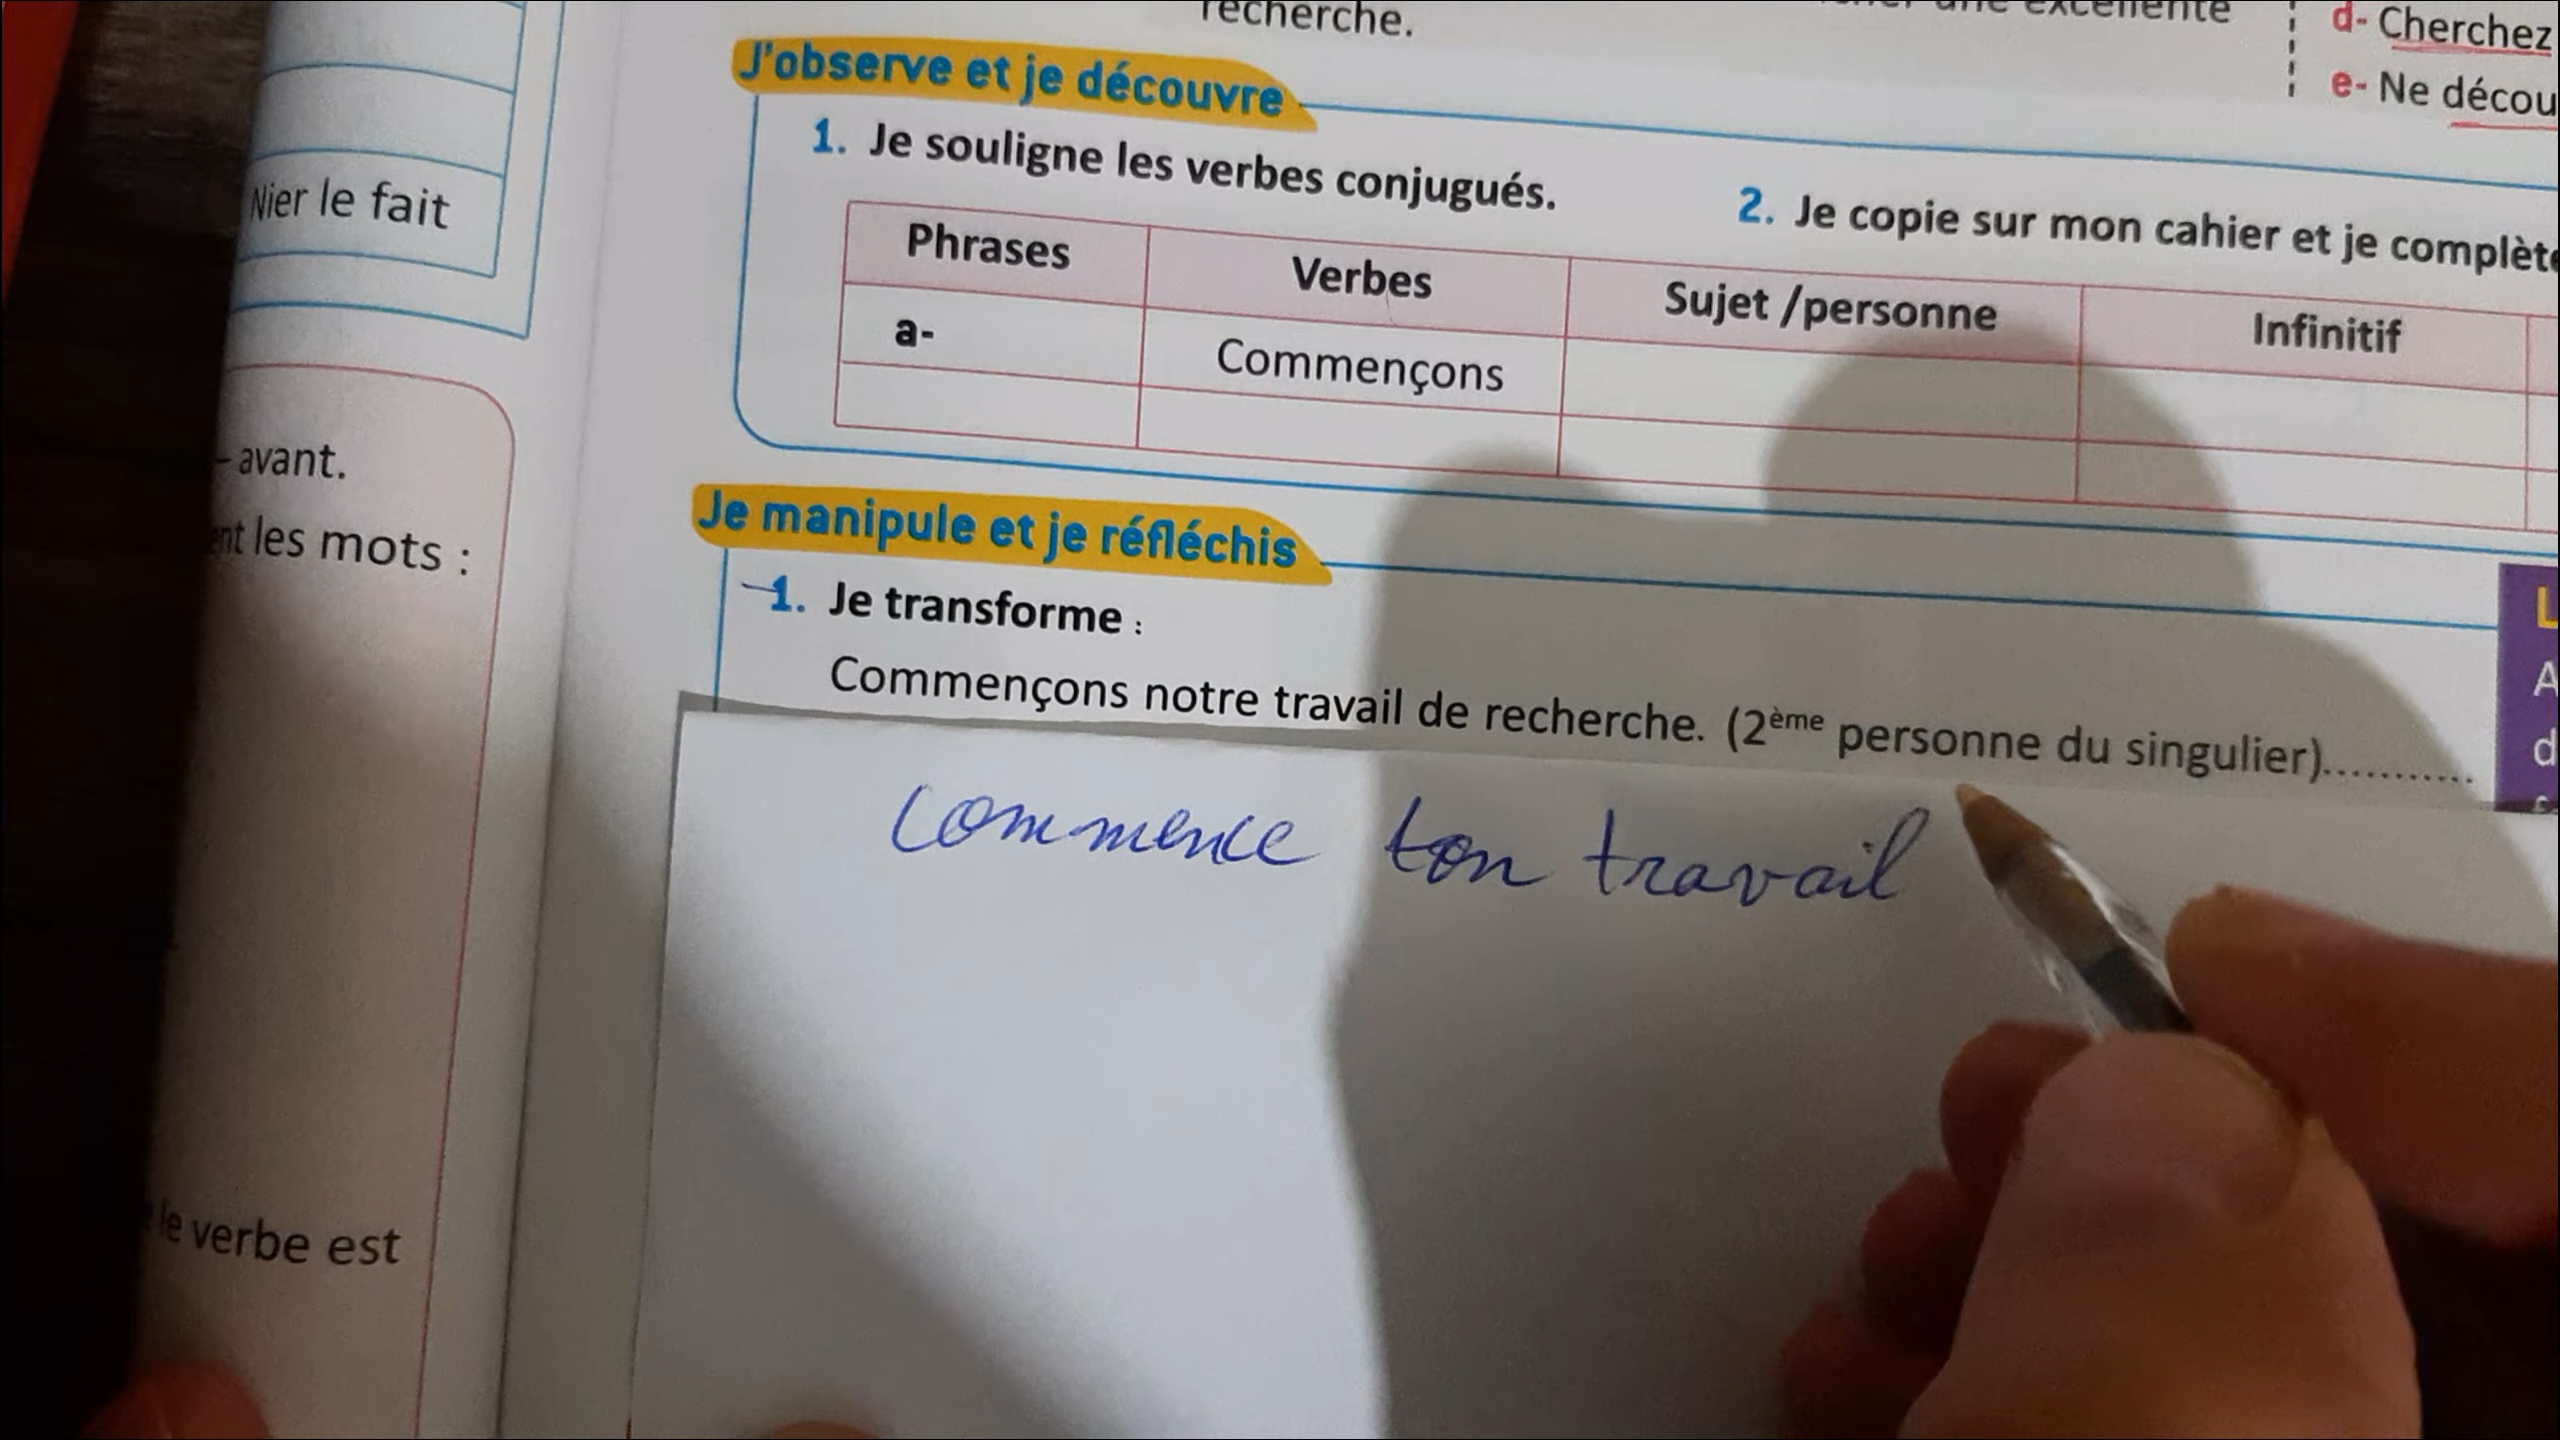 recherche.
d- Cherchez
e- Ne décou
J'observe et je découvre
1. Je souligne les verbes conjugués.
2. Je copie sur mon cahier et je complète
Phrases Verbes Sujet /personne Infinitif
a- Commençons
Nier le fait
- avant.
les mots :
le verbe est
Je manipule et je réfléchis
1. Je transforme :
Commençons notre travail de recherche. (2ème personne du singulier)...........
L
A
d
commence ton travail